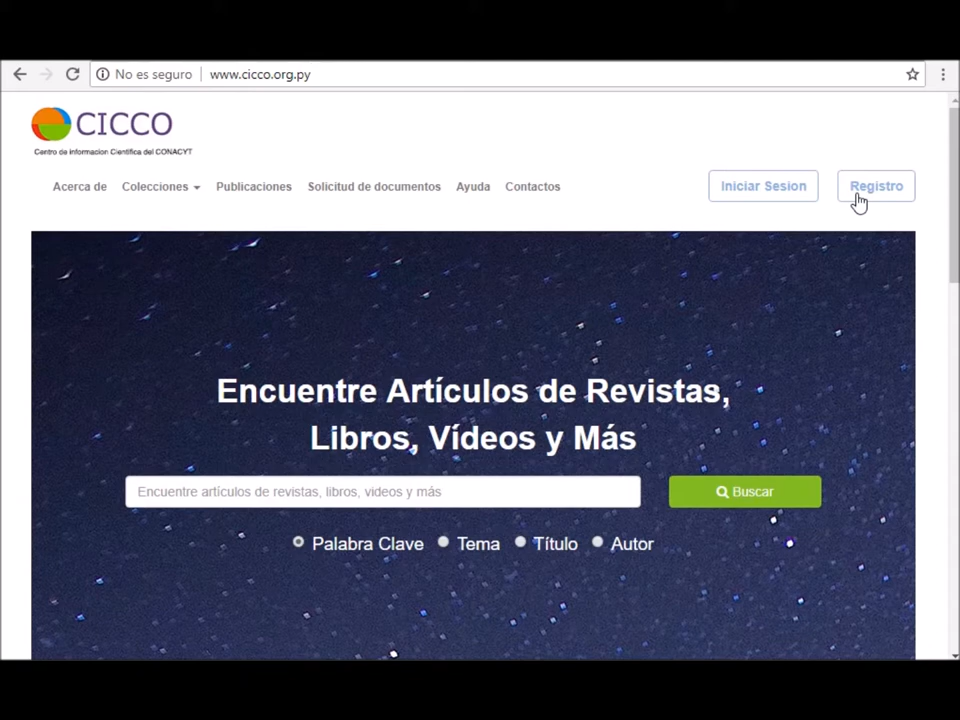 No es seguro
www.cicco.org.py
CICCO
Centro de informacion Cientifica del CONACYT
Acerca de Colecciones Publicaciones Solicitud de documentos Ayuda Contactos Iniciar Sesion Registro
Encuentre Artículos de Revistas,
Libros, Vídeos y Más
Encuentre artículos de revistas, libros, videos y más Buscar
Palabra Clave Tema Título Autor